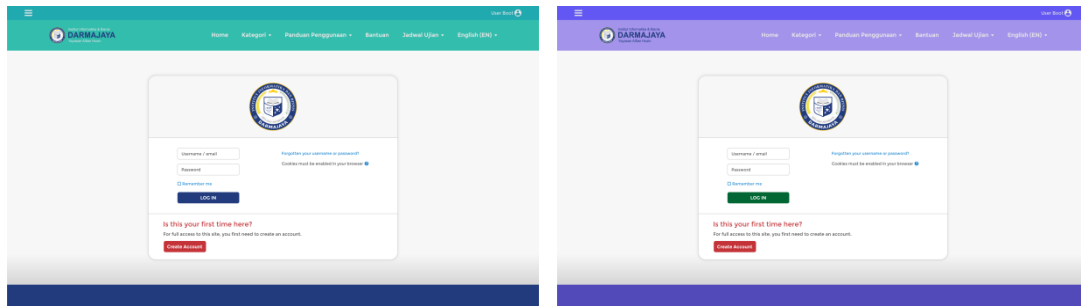 User Boot
DARMAJAYA
Home Kategori Panduan Penggunaan Bantuan Jadwal Ujian English (EN)
DARMAJAYA
Username / email
Forgotten your username or password?
Cookies must be enabled in your browser
Password
Remember me
LOG IN
Is this your first time here?
For full access to this site, you first need to create an account.
Create Account
User Boot
DARMAJAYA
Home Kategori Panduan Penggunaan Bantuan Jadwal Ujian English (EN)
DARMAJAYA
Username / email
Forgotten your username or password?
Cookies must be enabled in your browser
Password
Remember me
LOG IN
Is this your first time here?
For full access to this site, you first need to create an account.
Create Account